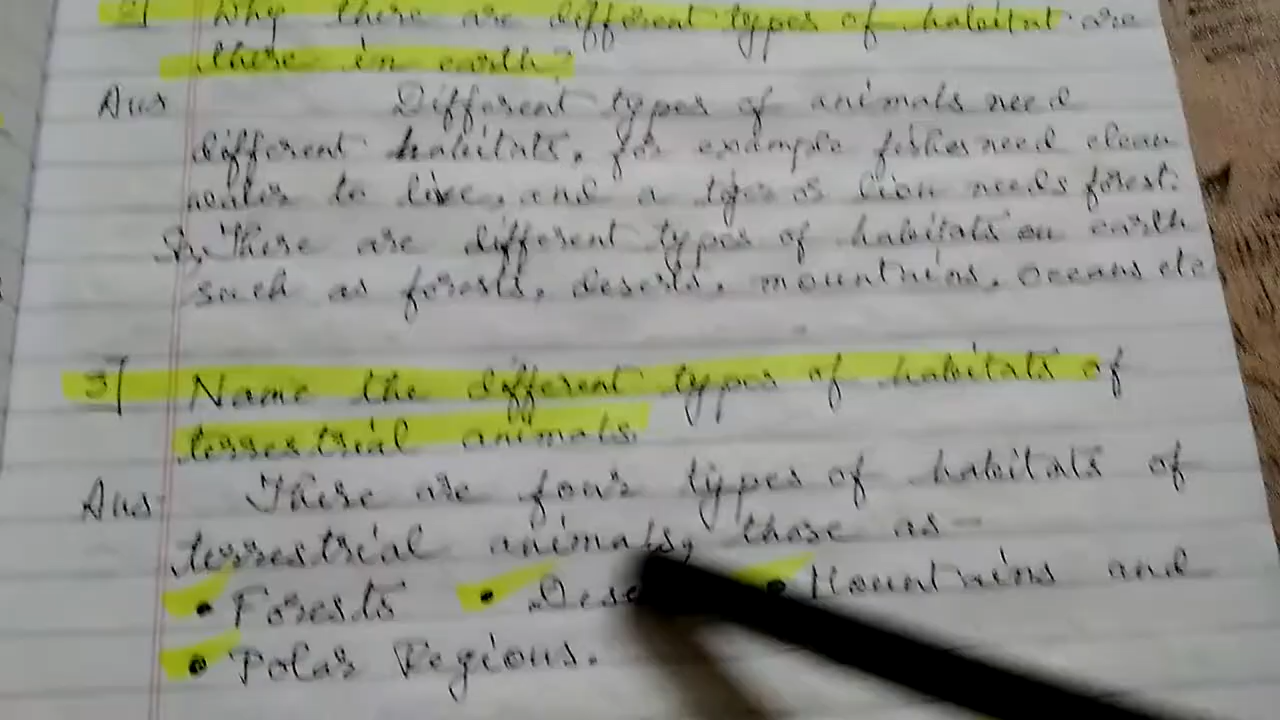 2) Why there are different types of habitat are
there in earth?
Ans Different types of animals need
different habitats, for example fishes need clean
water to live, and a tiger or lion needs forest.
So, There are different types of habitats on earth
such as forests, deserts, mountains, oceans etc
3) Name the different types of habitats of
terrestrial animals.
Ans: There are four types of habitats of
terrestrial animals, those as -
• Forests • Dese • Mountains and
• Polar Regions.